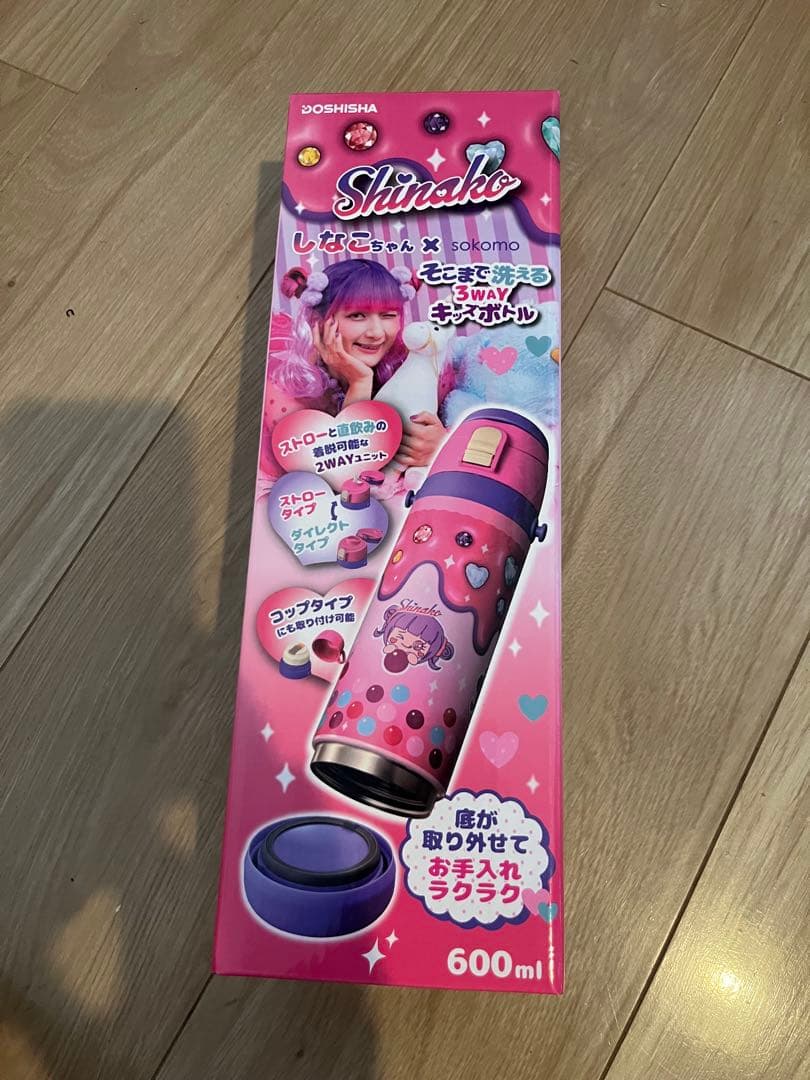 DOSHISHA
Shinako
しなこちゃん × sokomo
そこまで洗える
3WAY
キッズボトル
ストローと直飲みの
着脱可能な
2WAYユニット
ストロー
タイプ
ダイレクト
タイプ
コップタイプ
にも取り付け可能
Shinako
底が
取り外せて
お手入れ
ラクラク
600ml